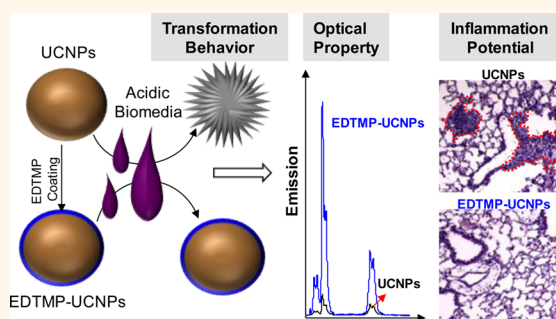 Transformation
Behavior
Optical
Property
Inflammation
Potential
UCNPs
Acidic
Biomedia
EDTMP
Coating
EDTMP-UCNPs
Emission
EDTMP-UCNPs
UCNPs
UCNPs
EDTMP-UCNPs